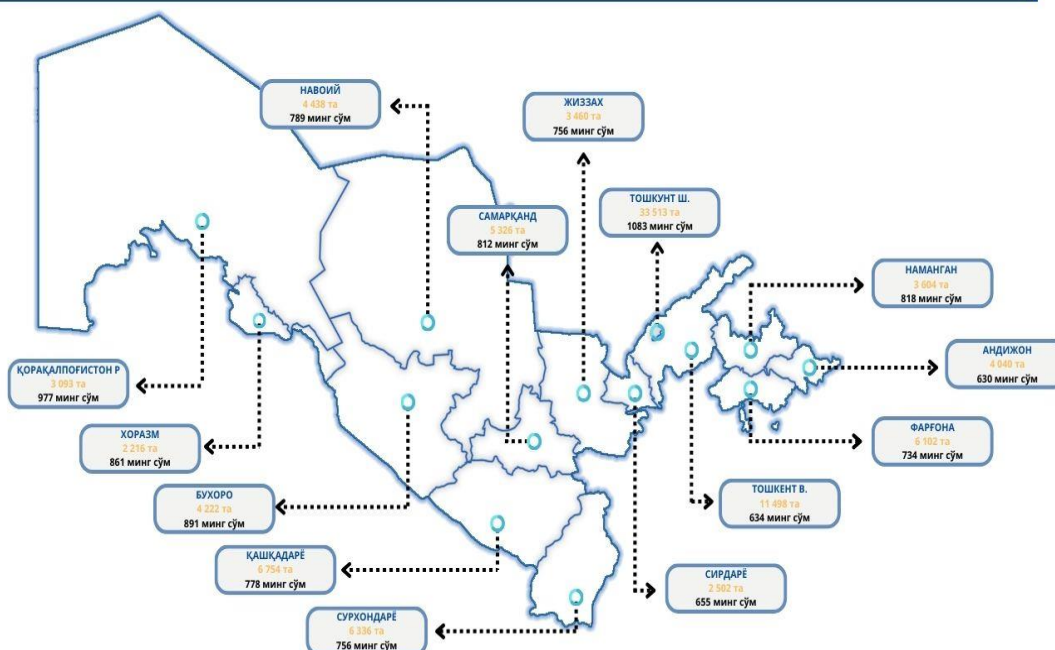 НАВОИЙ
4 438 та
789 минг сўм
ЖИЗЗАХ
3 460 та
756 минг сўм
ТОШКУНТ Ш.
33 513 та
1083 минг сўм
САМАРҚАНД
5 326 та
812 минг сўм
НАМАНГАН
3 604 та
818 минг сўм
АНДИЖОН
4 040 та
630 минг сўм
ҚОРАҚАЛПОҒИСТОН Р
3 093 та
977 минг сўм
ХОРАЗМ
2 216 та
861 минг сўм
ФАРҒОНА
6 102 та
734 минг сўм
БУХОРО
4 222 та
891 минг сўм
ТОШКЕНТ В.
11 498 та
634 минг сўм
ҚАШҚАДАРЁ
6 754 та
778 минг сўм
СИРДАРЁ
2 502 та
655 минг сўм
СУРХОНДАРЁ
6 336 та
756 минг сўм